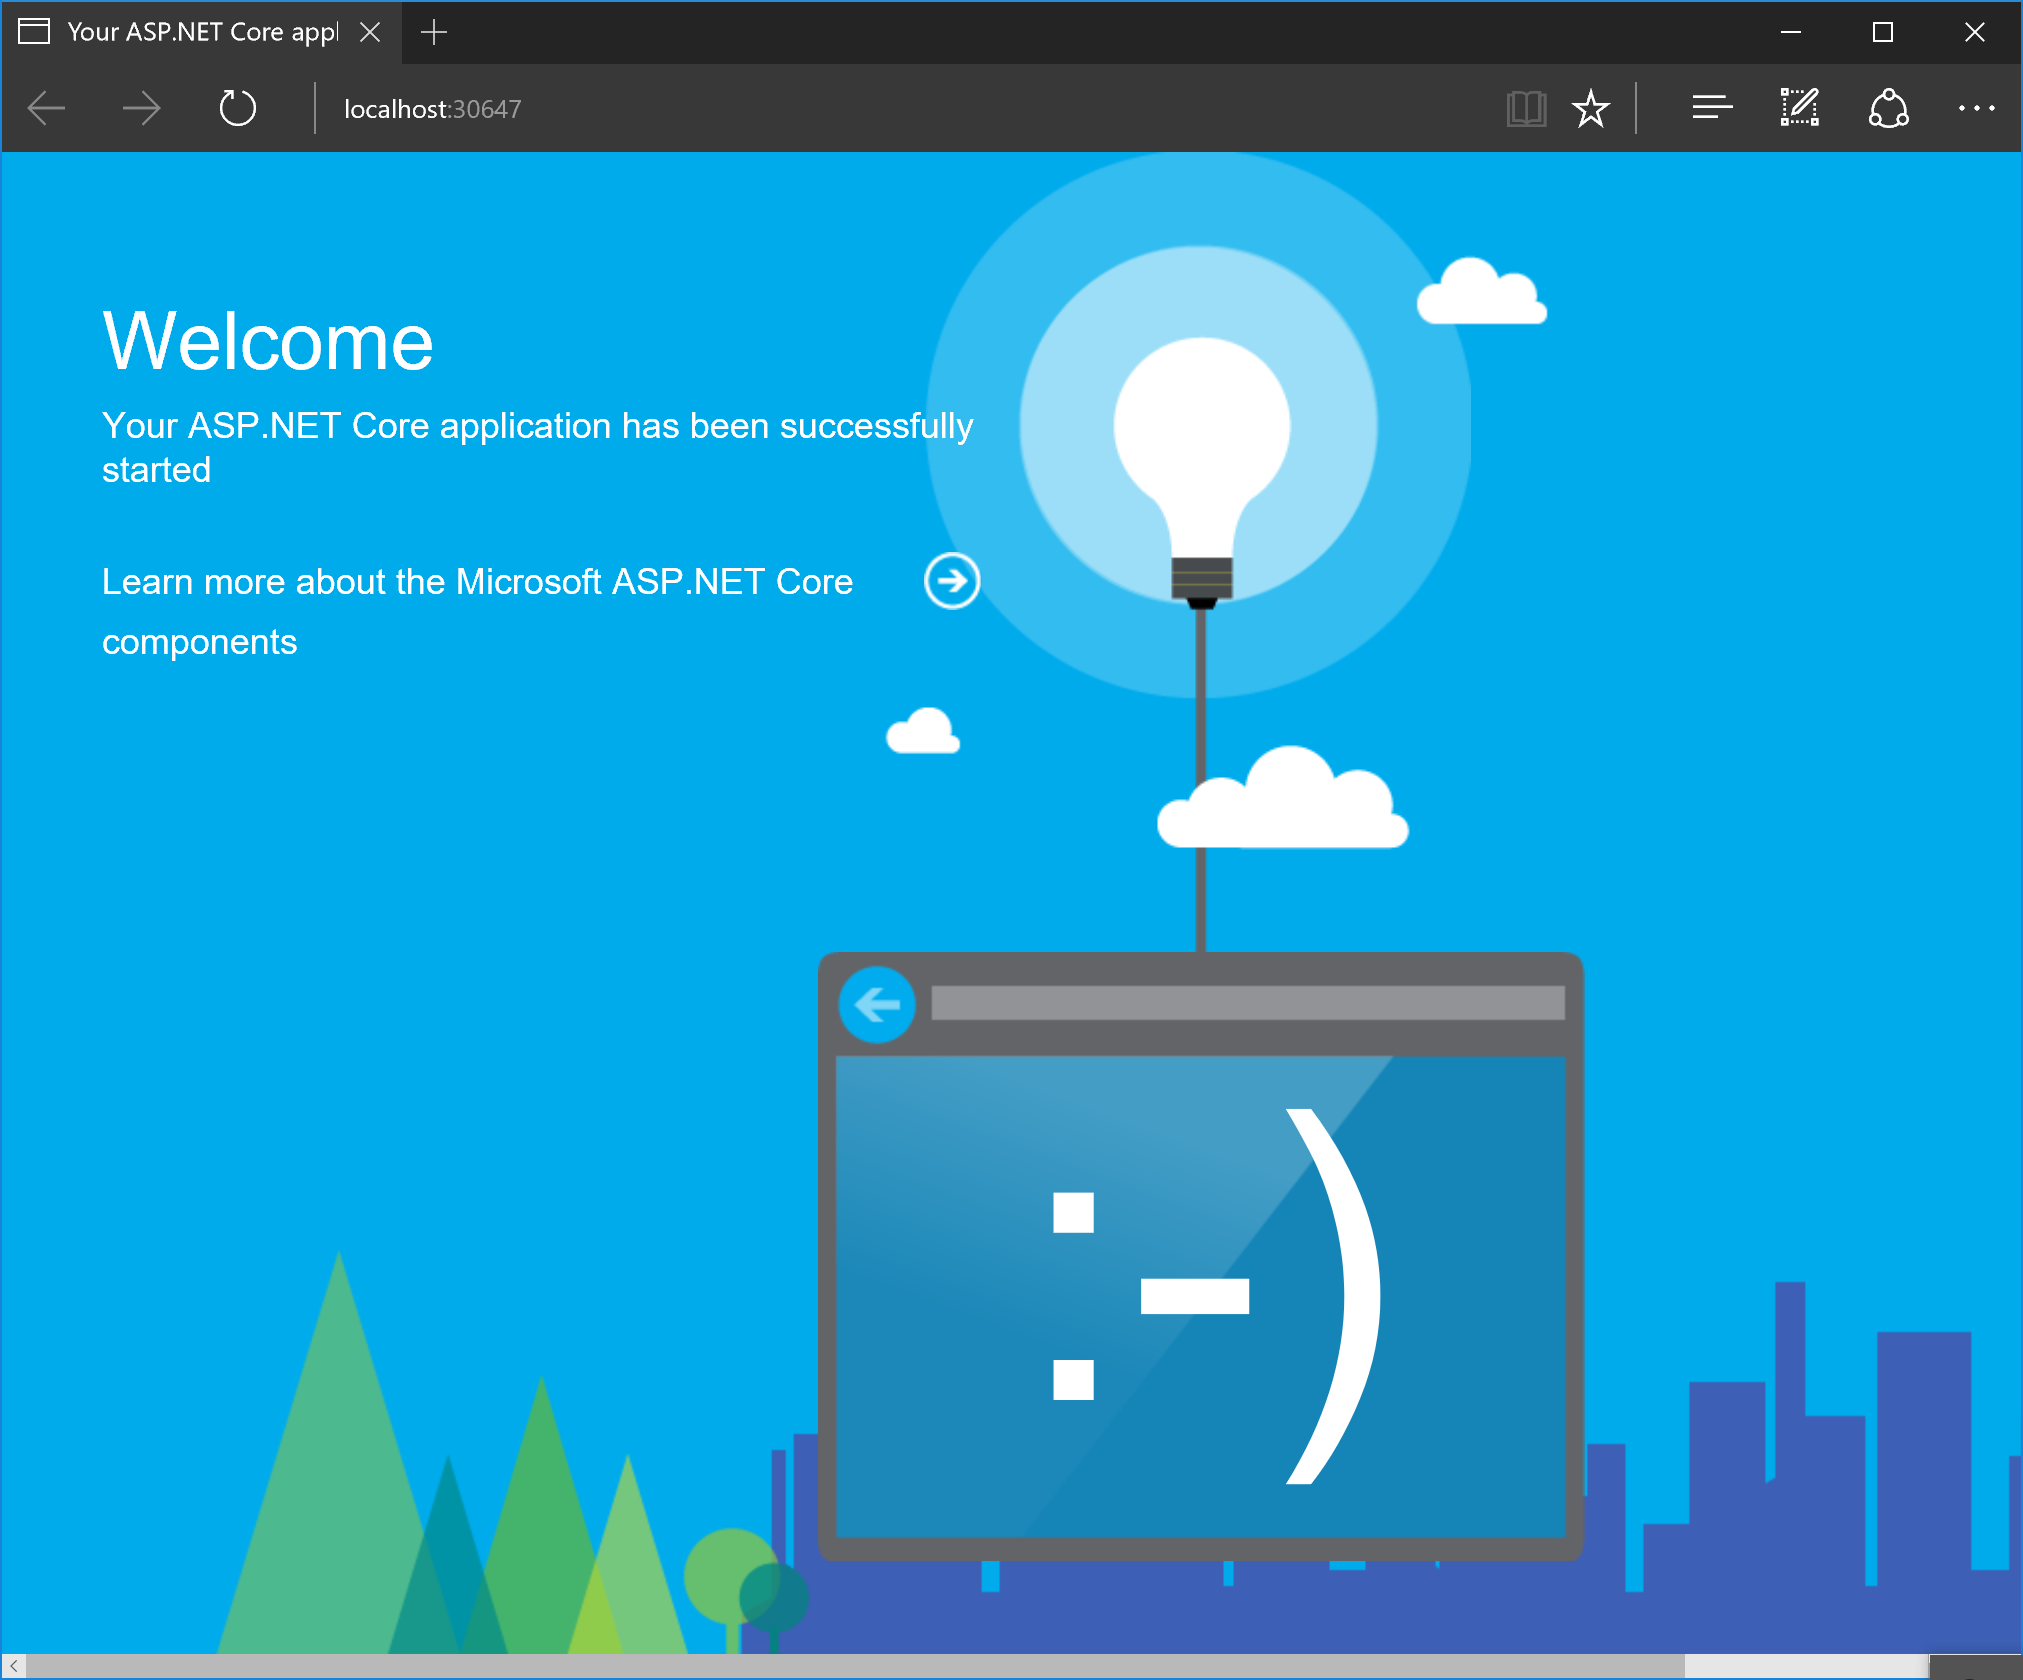 Your ASP.NET Core appl
localhost:30647
Welcome
Your ASP.NET Core application has been successfully
started
Learn more about the Microsoft ASP.NET Core
components
:-)